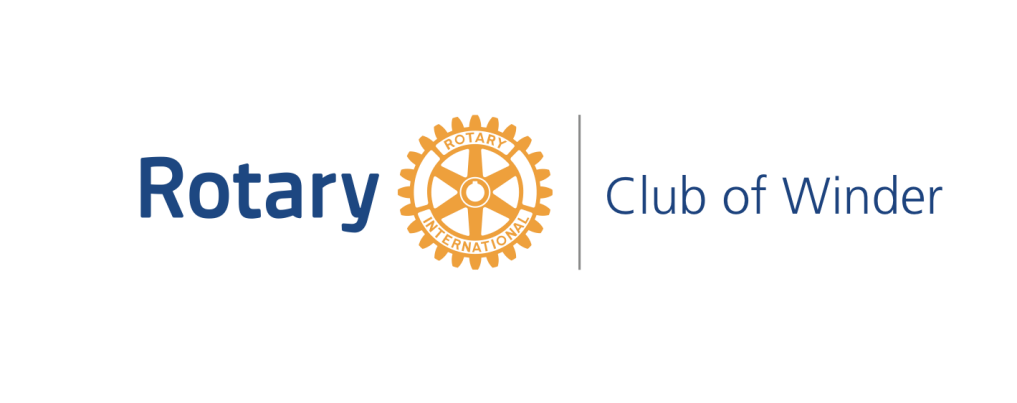 Rotary
ROTARY
INTERNATIONAL
Club of Winder